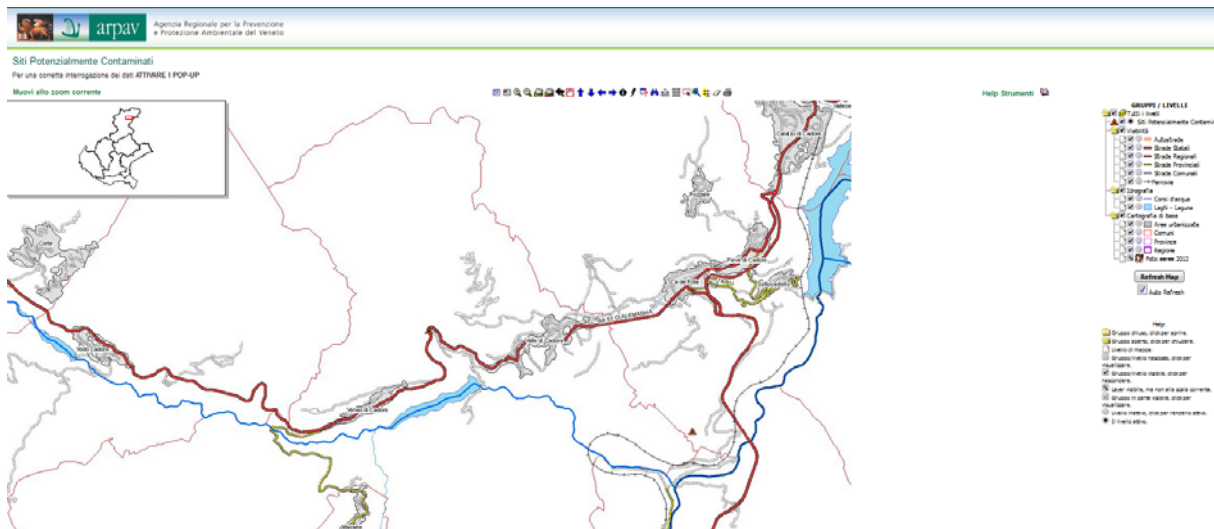 arpav
Agenzia Regionale per la Prevenzione
e Protezione Ambientale del Veneto
Siti Potenzialmente Contaminati
Per una corretta interrogazione dei dati ATTIVARE I POP-UP
Muovi allo zoom corrente
Help Strumenti
Calalzo di Cadore
Pozzale
Corte
Pieve di Cadore
Tai di Cadore
Sottocastello
SS 51 D'ALEMAGNA
Valle di Cadore
Vodo Cadore
Venas di Cadore
GRUPPI / LIVELLI
Tutti i livelli
Siti Potenzialmente Contamin
Viabilità
Autostrade
Strade Statali
Strade Regionali
Strade Provinciali
Strade Comunali
Ferrovie
Idrografia
Corsi d'acqua
Laghi - Lagune
Cartografia di Base
Aree urbanizzate
Comuni
Province
Regione
Foto aeree 2012
Refresh Map
Auto Refresh
Help:
Gruppo chiuso, click per aprire.
Gruppo aperto, click per chiudere.
Livello di mappa.
Gruppo/livello nascosto, click per
visualizzare.
Gruppo/livello visibile, click per
nascondere.
Layer visibile, ma non alla scala corrente.
Gruppo in parte visibile, click per
visualizzare.
Livello inattivo, click per renderlo attivo.
Il livello attivo.